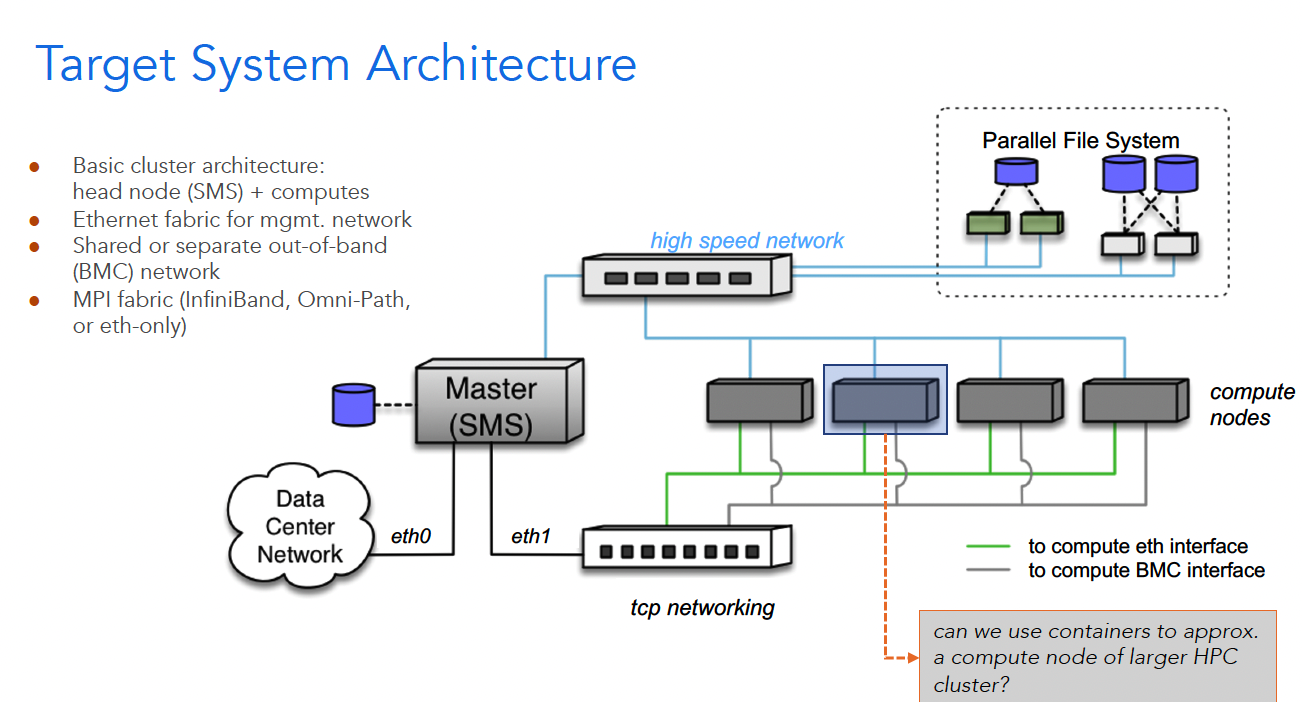 Target System Architecture
● Basic cluster architecture:
head node (SMS) + computes
● Ethernet fabric for mgmt. network
● Shared or separate out-of-band
(BMC) network
● MPI fabric (InfiniBand, Omni-Path,
or eth-only)
Parallel File System
high speed network
Master
(SMS)
compute
nodes
Data
Center
Network
eth0
eth1
tcp networking
to compute eth interface
to compute BMC interface
can we use containers to approx.
a compute node of larger HPC
cluster?